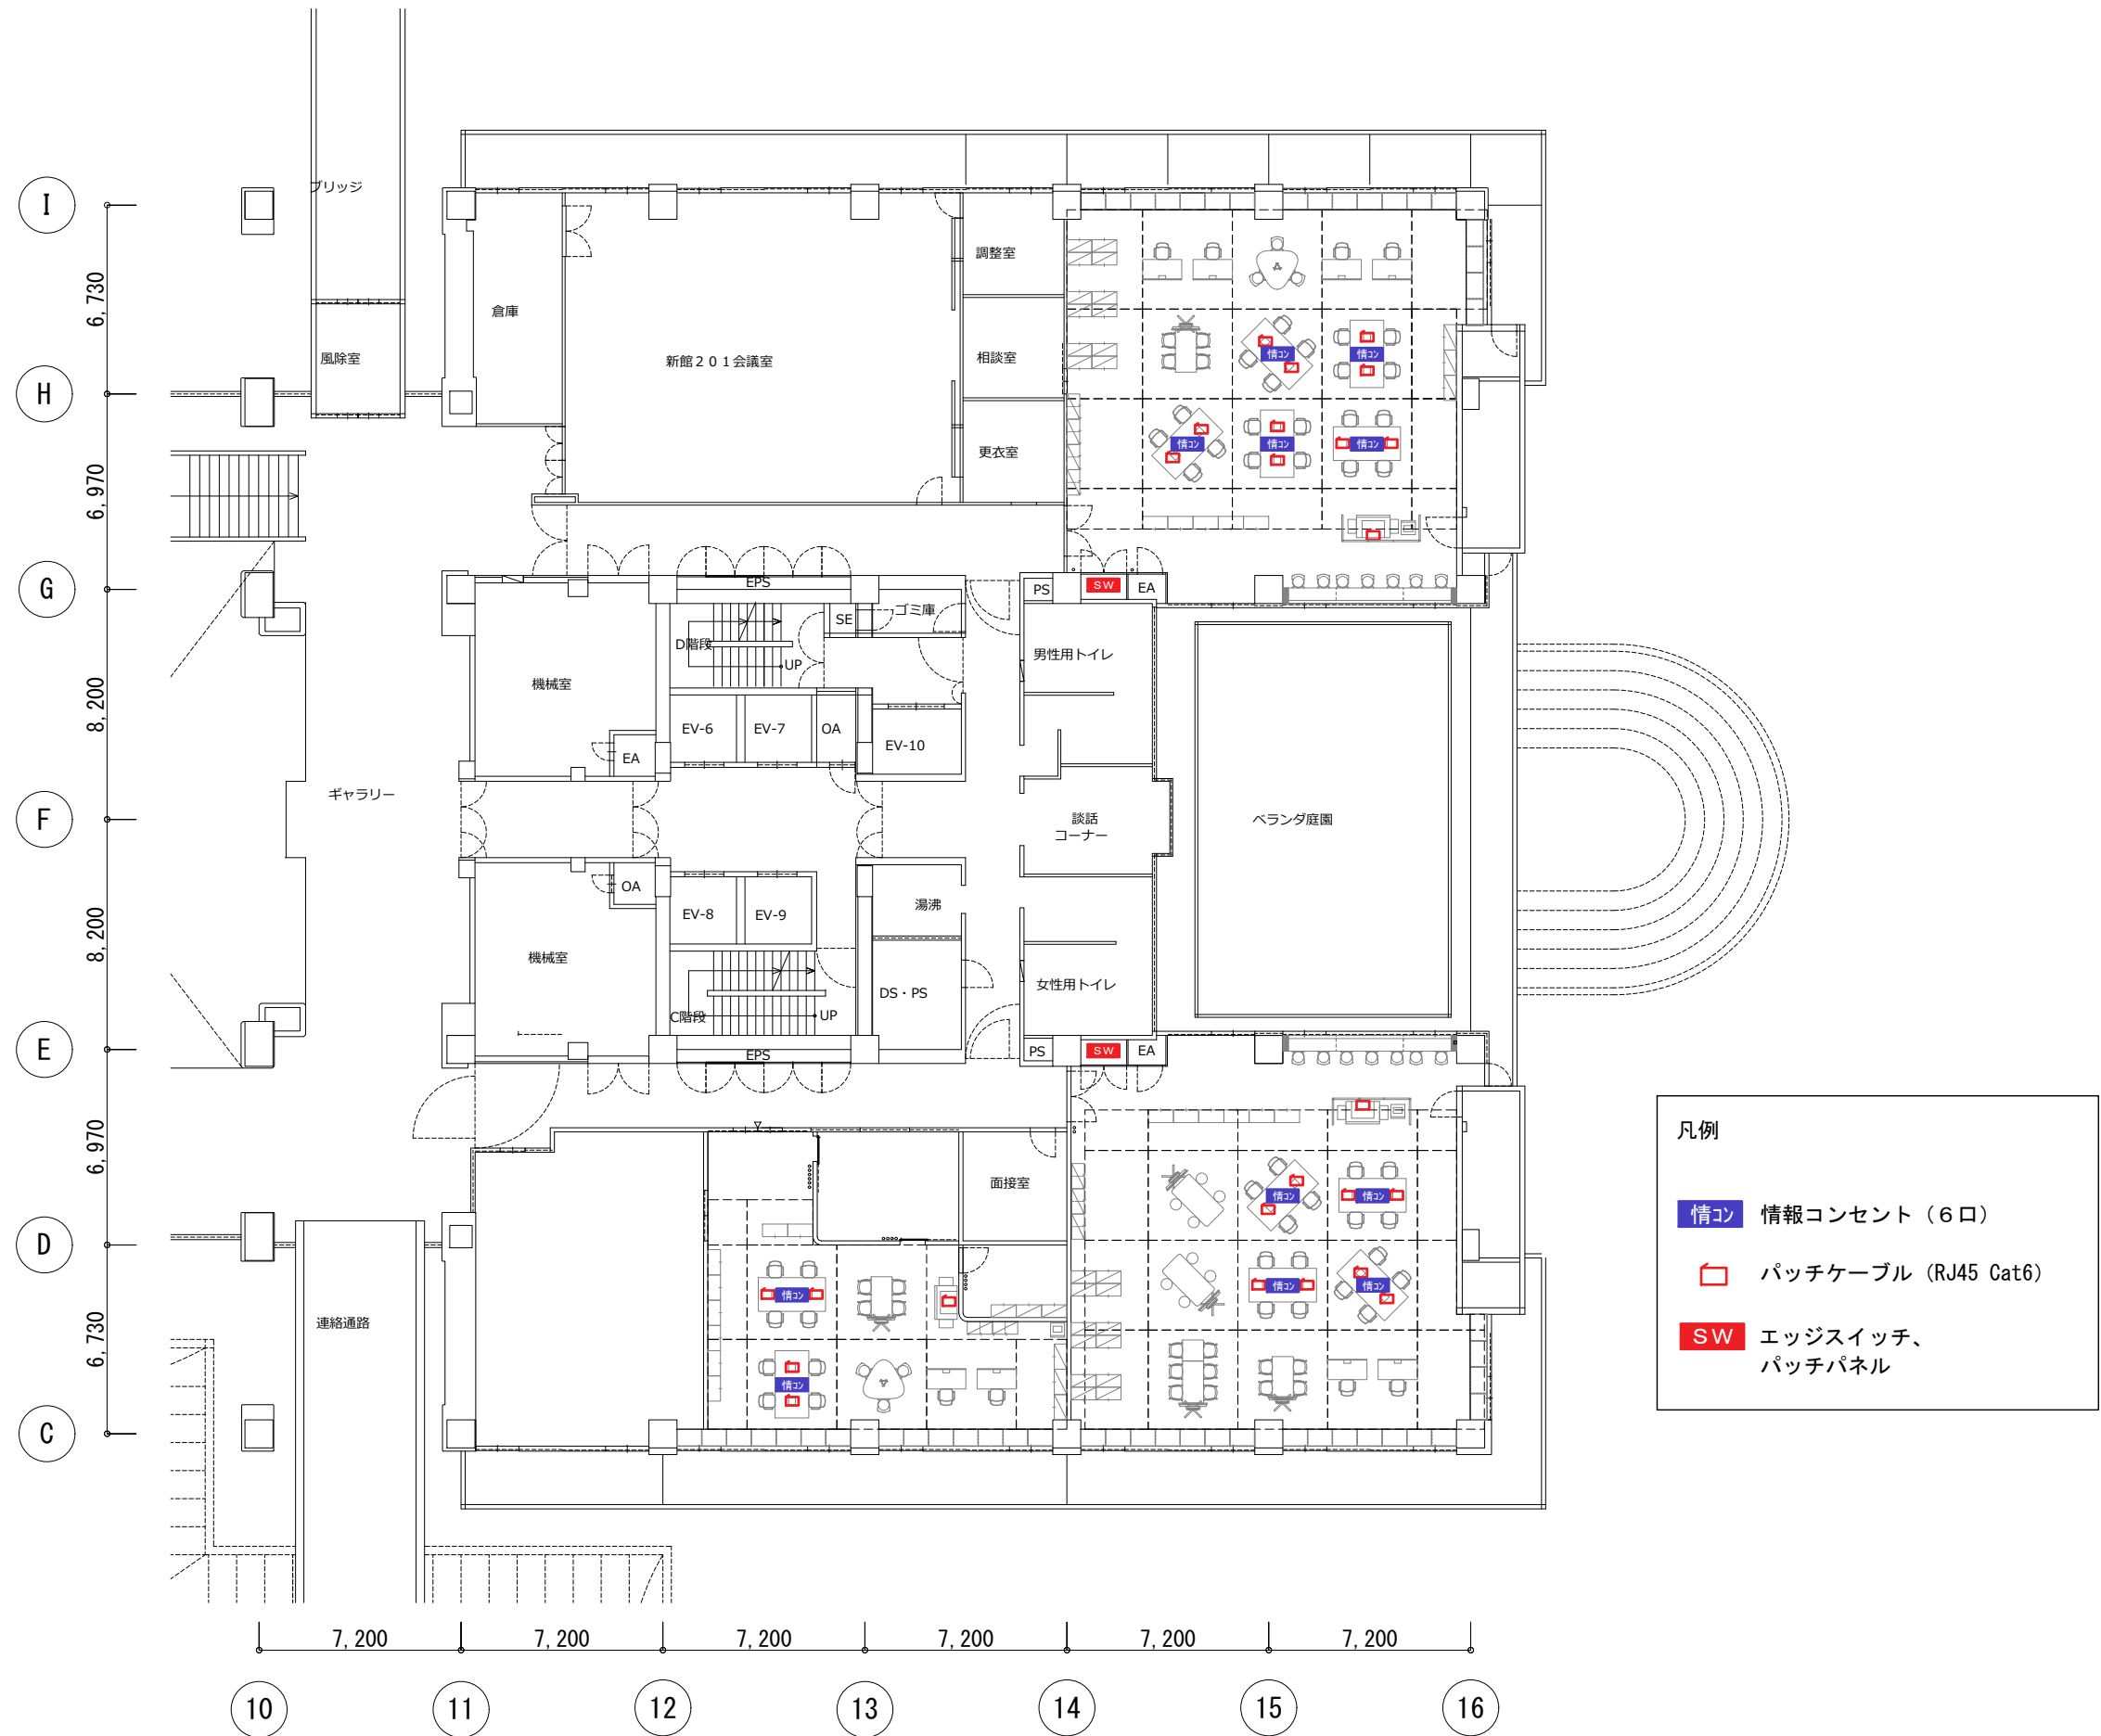 ブリッジ
I
調整室
6,730
倉庫
風除室
新館201会議室
相談室
情コン
情コン
H
更衣室
情コン
情コン
情コン
6,970
G
EPS
PS
SW
EA
SE
ゴミ庫
D階段
UP
男性用トイレ
機械室
8,200
EV-6
EV-7
OA
EV-10
EA
ギャラリー
F
談話
コーナー
ベランダ庭園
OA
湯沸
EV-8
EV-9
8,200
機械室
女性用トイレ
DS・PS
C階段
UP
E
EPS
PS
SW
EA
凡例
6,970
面接室
情コン
情コン
情コン 情報コンセント（6口）
D
パッチケーブル（RJ45 Cat6）
情コン
情コン
情コン
連絡通路
6,730
SW エッジスイッチ、
パッチパネル
情コン
C
7,200 7,200 7,200 7,200 7,200 7,200
10 11 12 13 14 15 16